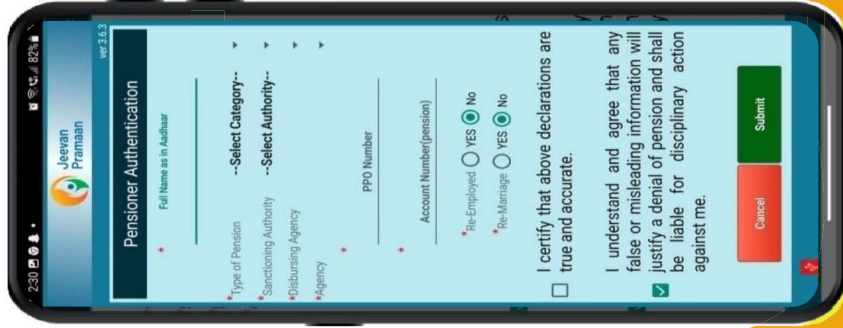 2:30
82%
Jeevan
Pramaan
ver 3.6.3
Pensioner Authentication
* Full Name as in Aadhaar
*Type of Pension --Select Category--
*Sanctioning Authority --Select Authority--
*Disbursing Agency
*Agency
* PPO Number
* Account Number(pension)
*Re-Employed YES No
*Re-Marriage YES No
I certify that above declarations are
true and accurate.
I understand and agree that any
false or misleading information will
justify a denial of pension and shall
be liable for disciplinary action
against me.
Cancel
Submit